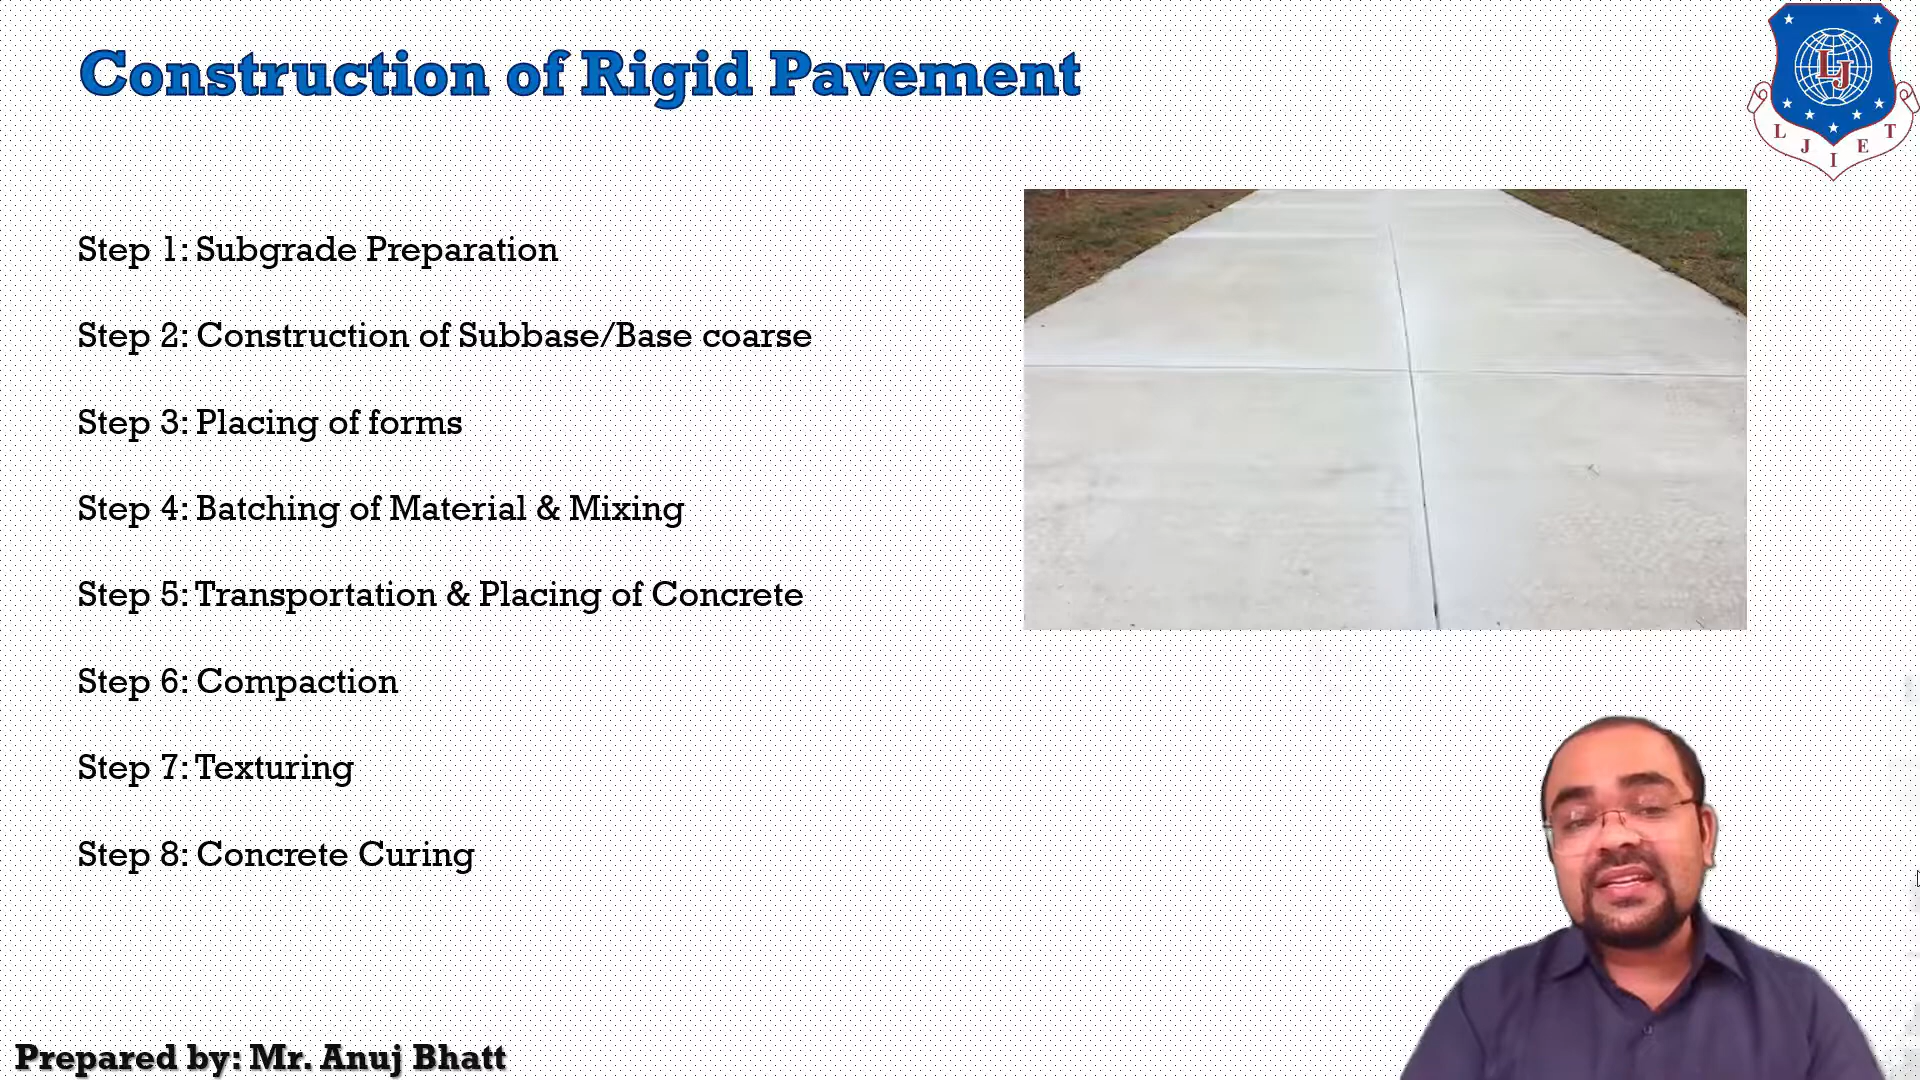 Construction of Rigid Pavement
LJ
L J I E T
Step 1: Subgrade Preparation
Step 2: Construction of Subbase/Base coarse
Step 3: Placing of forms
Step 4: Batching of Material & Mixing
Step 5: Transportation & Placing of Concrete
Step 6: Compaction
Step 7: Texturing
Step 8: Concrete Curing
Prepared by: Mr. Anuj Bhatt